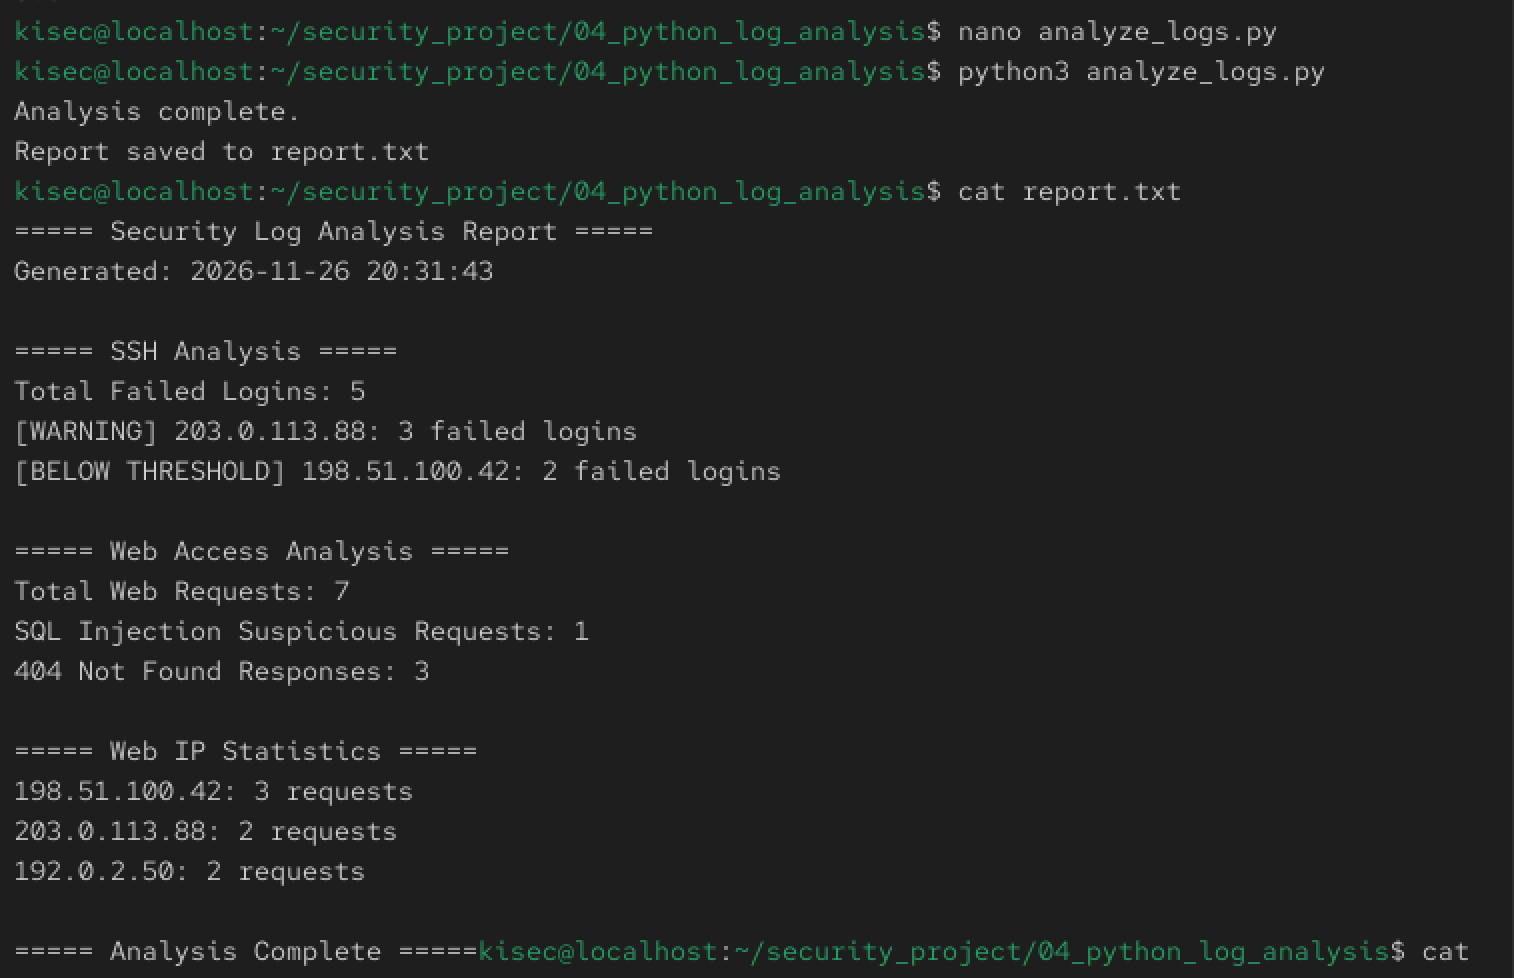 kisec@localhost:~/security_project/04_python_log_analysis$ nano analyze_logs.py
kisec@localhost:~/security_project/04_python_log_analysis$ python3 analyze_logs.py
Analysis complete.
Report saved to report.txt
kisec@localhost:~/security_project/04_python_log_analysis$ cat report.txt
===== Security Log Analysis Report =====
Generated: 2026-11-26 20:31:43
===== SSH Analysis =====
Total Failed Logins: 5
[WARNING] 203.0.113.88: 3 failed logins
[BELOW THRESHOLD] 198.51.100.42: 2 failed logins
===== Web Access Analysis =====
Total Web Requests: 7
SQL Injection Suspicious Requests: 1
404 Not Found Responses: 3
===== Web IP Statistics =====
198.51.100.42: 3 requests
203.0.113.88: 2 requests
192.0.2.50: 2 requests
===== Analysis Complete =====kisec@localhost:~/security_project/04_python_log_analysis$ cat